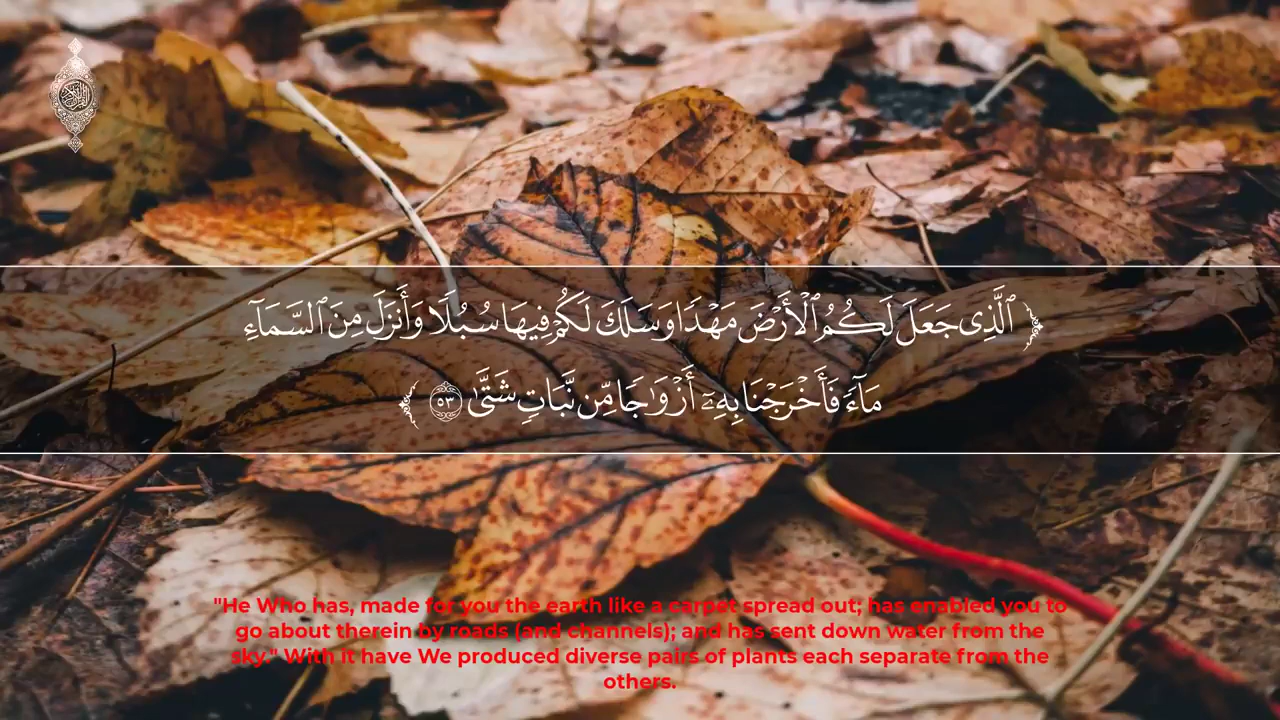 ﴿ ٱلَّذِى جَعَلَ لَكُمُ ٱلْأَرْضَ مَهْدًا وَسَلَكَ لَكُمْ فِيهَا سُبُلًا وَأَنزَلَ مِنَ ٱلسَّمَآءِ
مَآءً فَأَخْرَجْنَا بِهِۦٓ أَزْوَٰجًا مِّن نَّبَاتٍ شَتَّىٰ ٥٣ ﴾
"He Who has, made for you the earth like a carpet spread out; has enabled you to
go about therein by roads (and channels); and has sent down water from the
sky." With it have We produced diverse pairs of plants each separate from the
others.